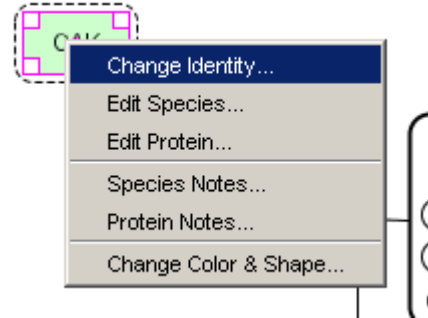 Change Identity...
Edit Species...
Edit Protein...
Species Notes...
Protein Notes...
Change Color & Shape...